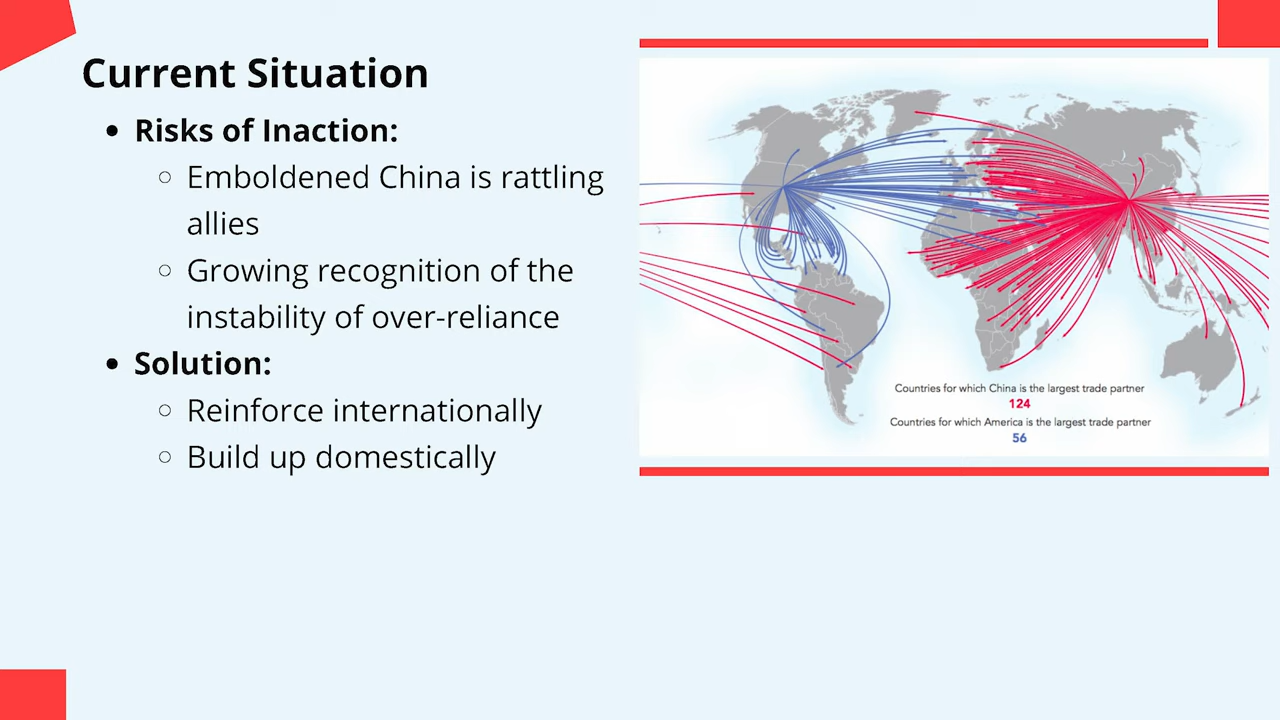 Current Situation
• Risks of Inaction:
○ Emboldened China is rattling
allies
○ Growing recognition of the
instability of over-reliance
• Solution:
○ Reinforce internationally
○ Build up domestically
Countries for which China is the largest trade partner
124
Countries for which America is the largest trade partner
56